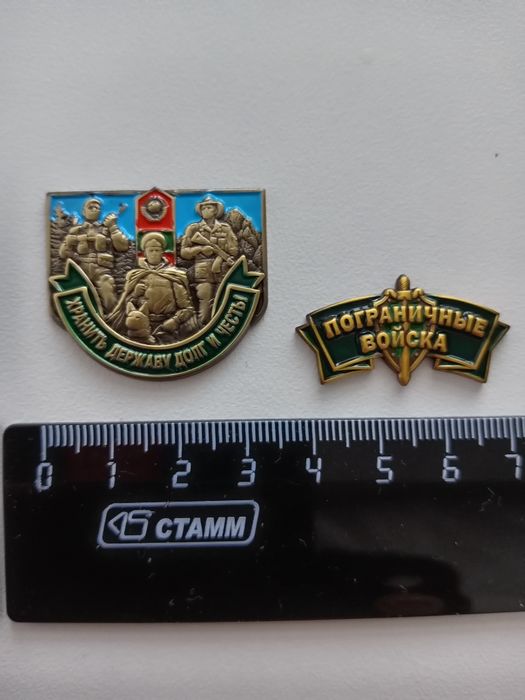 ХРАНИТЬ ДЕРЖАВУ ДОЛГ И ЧЕСТЬ!
ПОГРАНИЧНЫЕ
ВОЙСКА
0 1 2 3 4 5 6 7
СТАММ